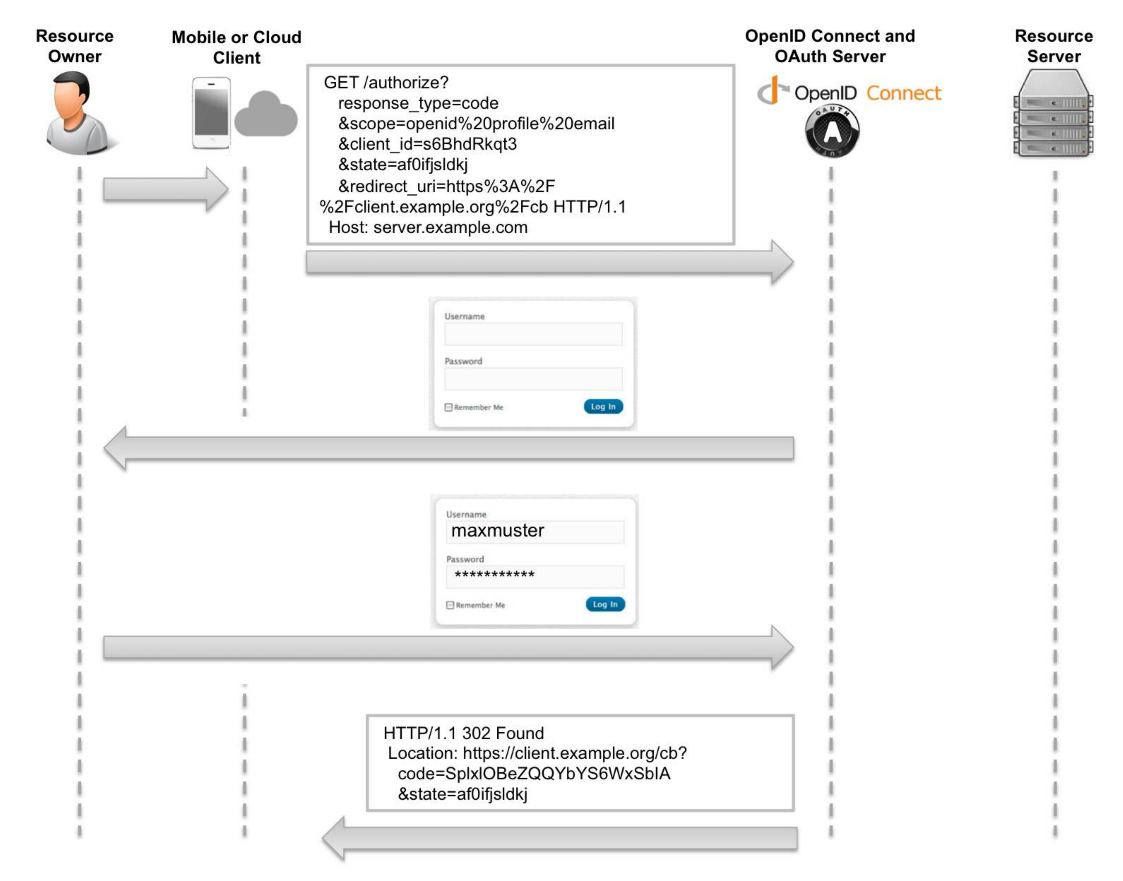 Resource
Owner
Mobile or Cloud
Client
OpenID Connect and
OAuth Server
Resource
Server
OpenID Connect
OAUTH
A
GET /authorize?
response_type=code
&scope=openid%20profile%20email
&client_id=s6BhdRkqt3
&state=af0ifjsldkj
&redirect_uri=https%3A%2F
%2Fclient.example.org%2Fcb HTTP/1.1
Host: server.example.com
Username
Password
Remember Me
Log In
Username
maxmuster
Password
***********
Remember Me
Log In
HTTP/1.1 302 Found
Location: https://client.example.org/cb?
code=SplxlOBeZQQYbYS6WxSbIA
&state=af0ifjsldkj